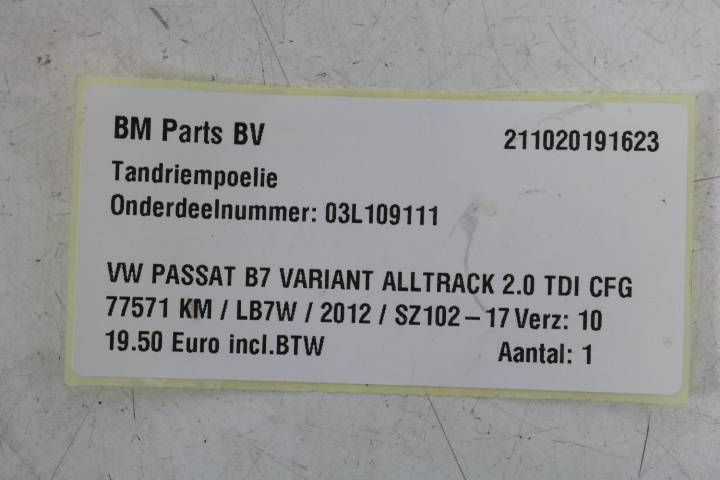 BM Parts BV 211020191623
Tandriempoelie
Onderdeelnummer: 03L109111
VW PASSAT B7 VARIANT ALLTRACK 2.0 TDI CFG
77571 KM / LB7W / 2012 / SZ102-17 Verz: 10
19.50 Euro incl.BTW Aantal: 1